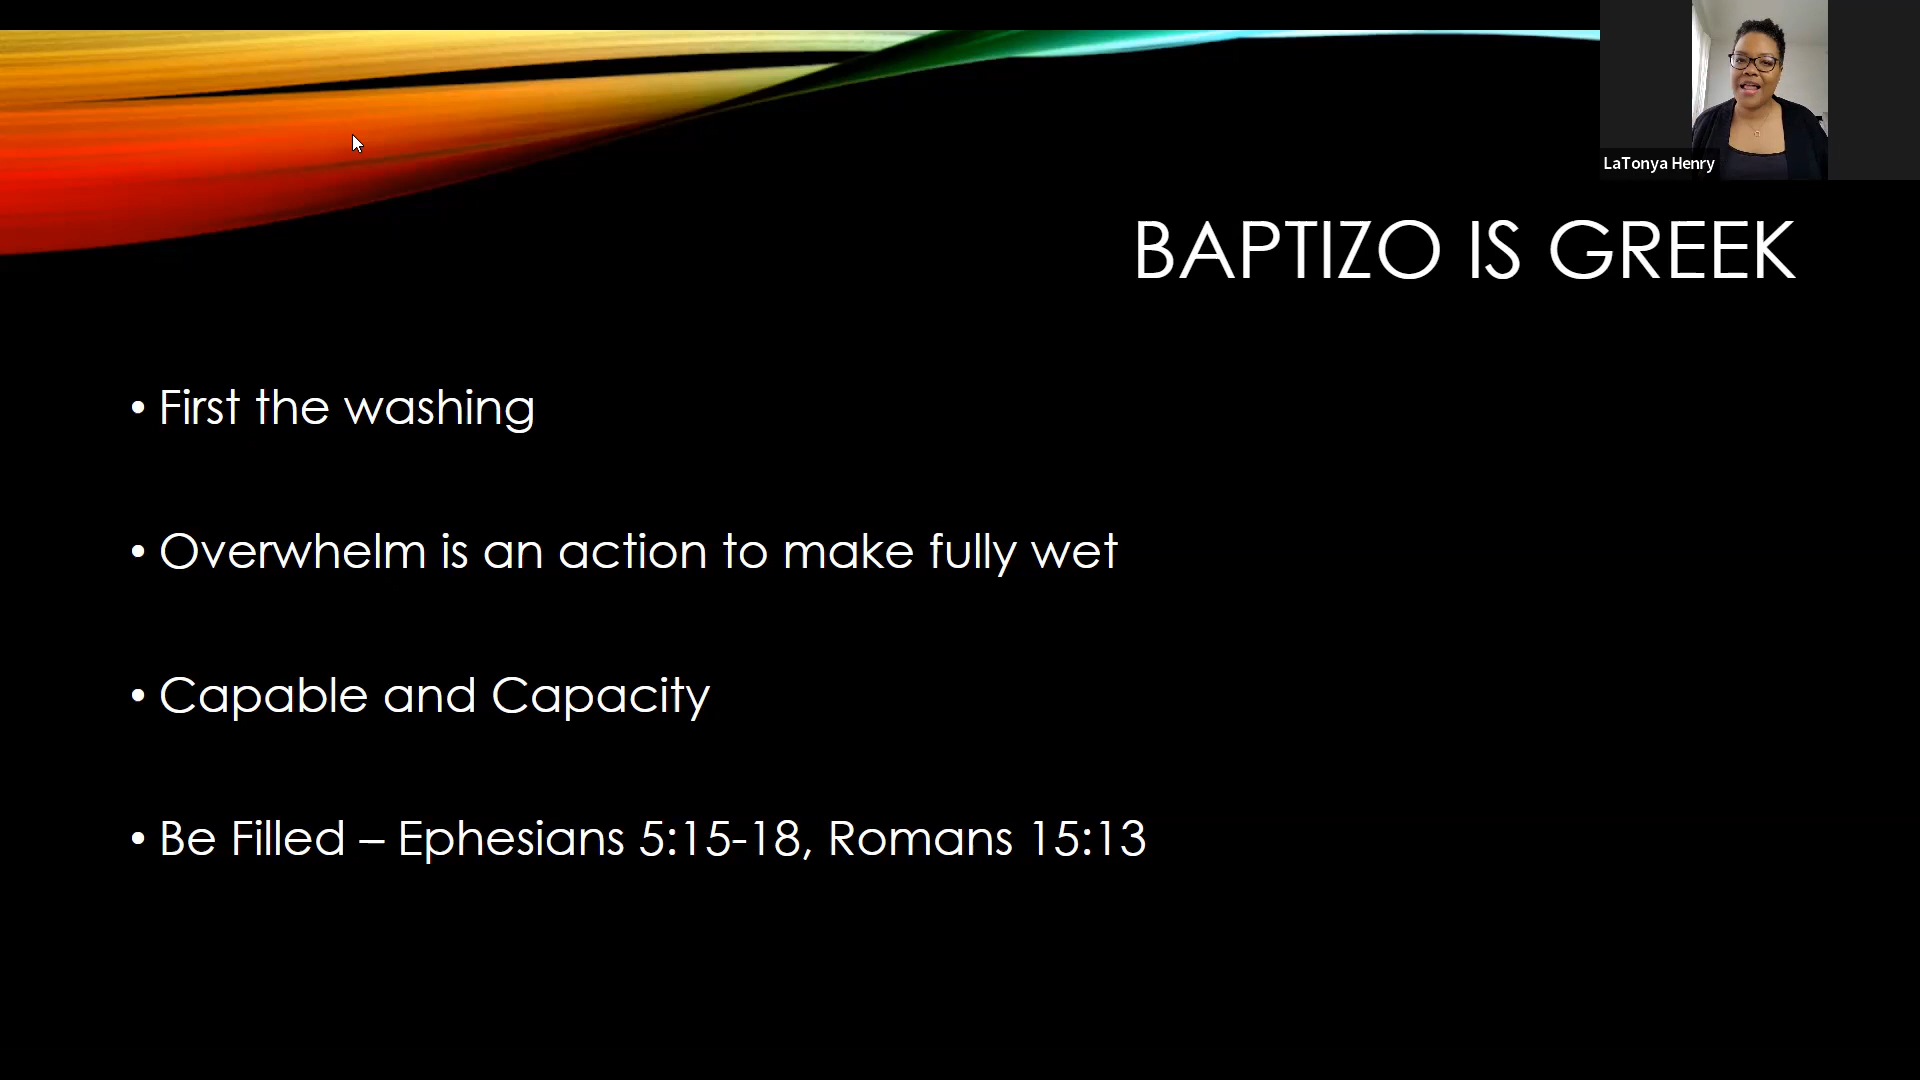 LaTonya Henry
BAPTIZO IS GREEK
• First the washing
• Overwhelm is an action to make fully wet
• Capable and Capacity
• Be Filled – Ephesians 5:15-18, Romans 15:13